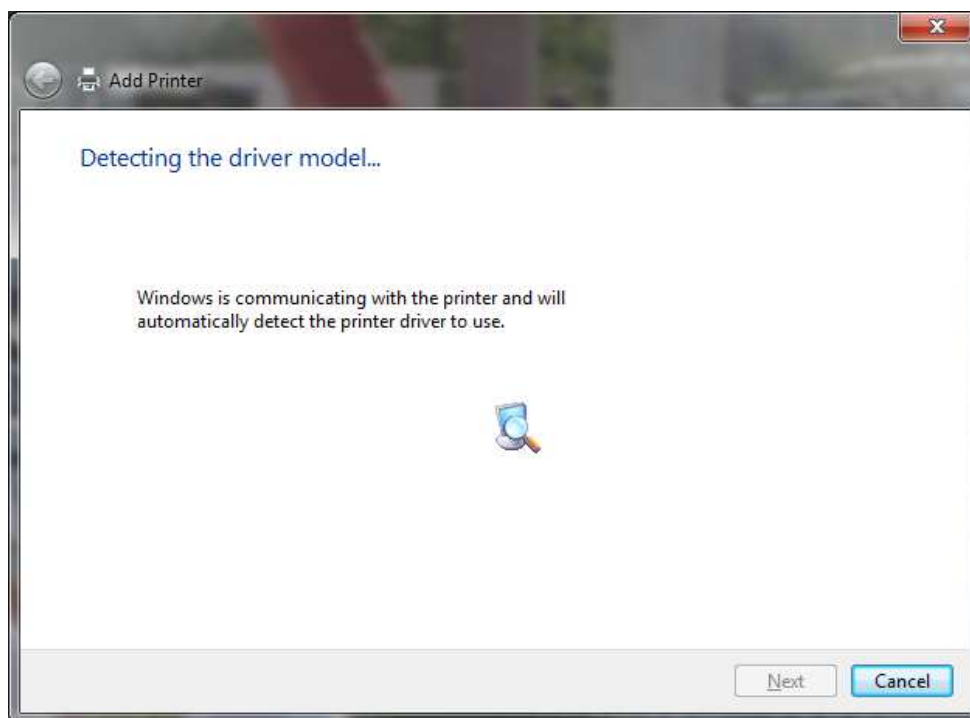 Add Printer
Detecting the driver model...
Windows is communicating with the printer and will
automatically detect the printer driver to use.
Next
Cancel